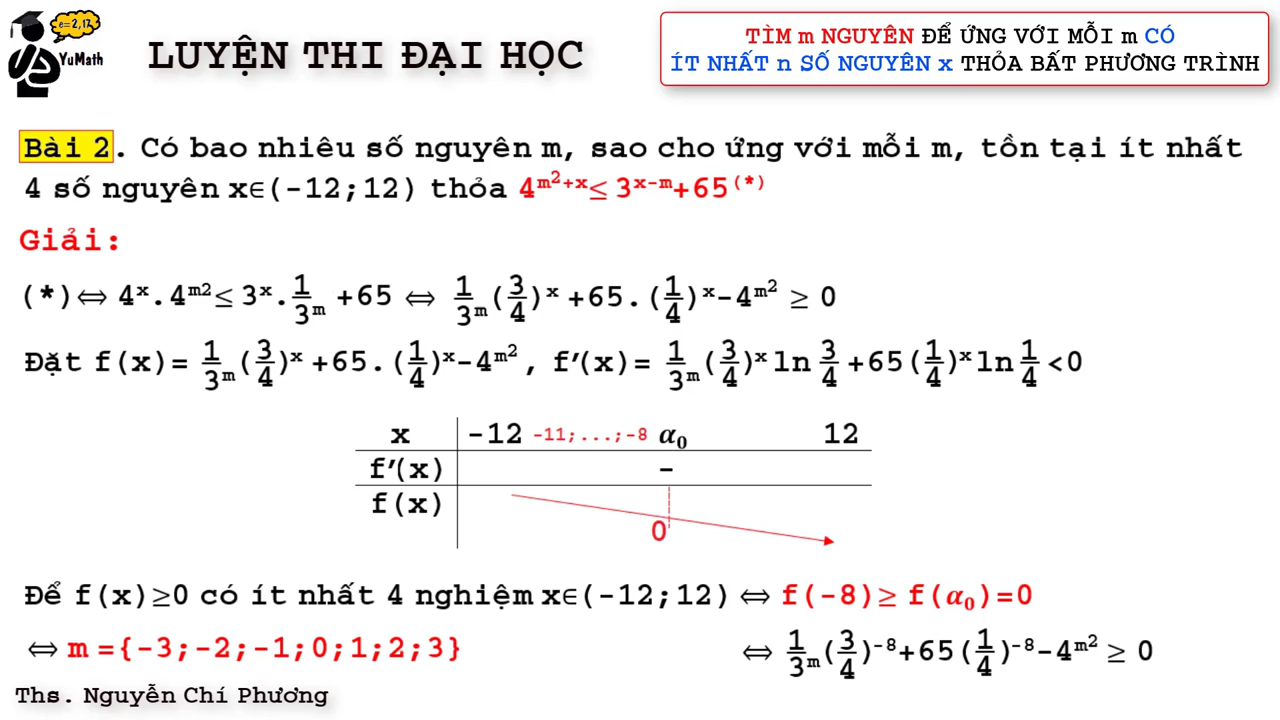 e=2,17
YuMath
LUYỆN THI ĐẠI HỌC
TÌM m NGUYÊN ĐỂ ỨNG VỚI MỖI m CÓ
ÍT NHẤT n SỐ NGUYÊN x THỎA BẤT PHƯƠNG TRÌNH
Bài 2. Có bao nhiêu số nguyên m, sao cho ứng với mỗi m, tồn tại ít nhất
4 số nguyên x∈(-12;12) thỏa 4^(m²+x) ≤ 3^(x-m)+65 (*)
Giải:
(*)⇔ 4^x.4^(m2) ≤ 3^x.1/3^m +65 ⇔ 1/3^m(3/4)^x +65.(1/4)^x-4^(m²) ≥ 0
Đặt f(x)= 1/3^m(3/4)^x +65.(1/4)^x-4^(m²), f′(x)= 1/3^m(3/4)^x ln 3/4 +65(1/4)^x ln 1/4 <0
x -12 -11;...;-8 α₀ 12
f′(x) -
f(x)
0
Để f(x)≥0 có ít nhất 4 nghiệm x∈(-12;12) ⇔ f(-8)≥ f(α₀)=0
⇔ m ={-3;-2;-1;0;1;2;3} ⇔ 1/3^m(3/4)^-8+65(1/4)^-8-4^(m²) ≥ 0
Ths. Nguyễn Chí Phương